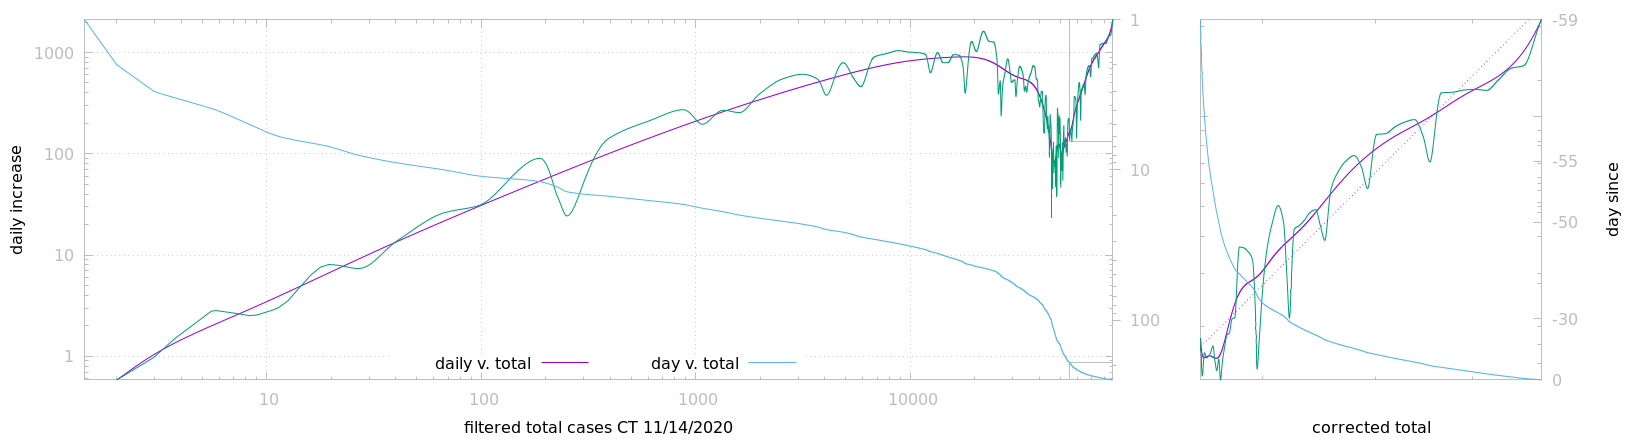 daily increase
1000
100
10
1
daily v. total
day v. total
1
10
100
10
100
1000
10000
filtered total cases CT 11/14/2020
-59
-55
-50
-30
0
day since
corrected total